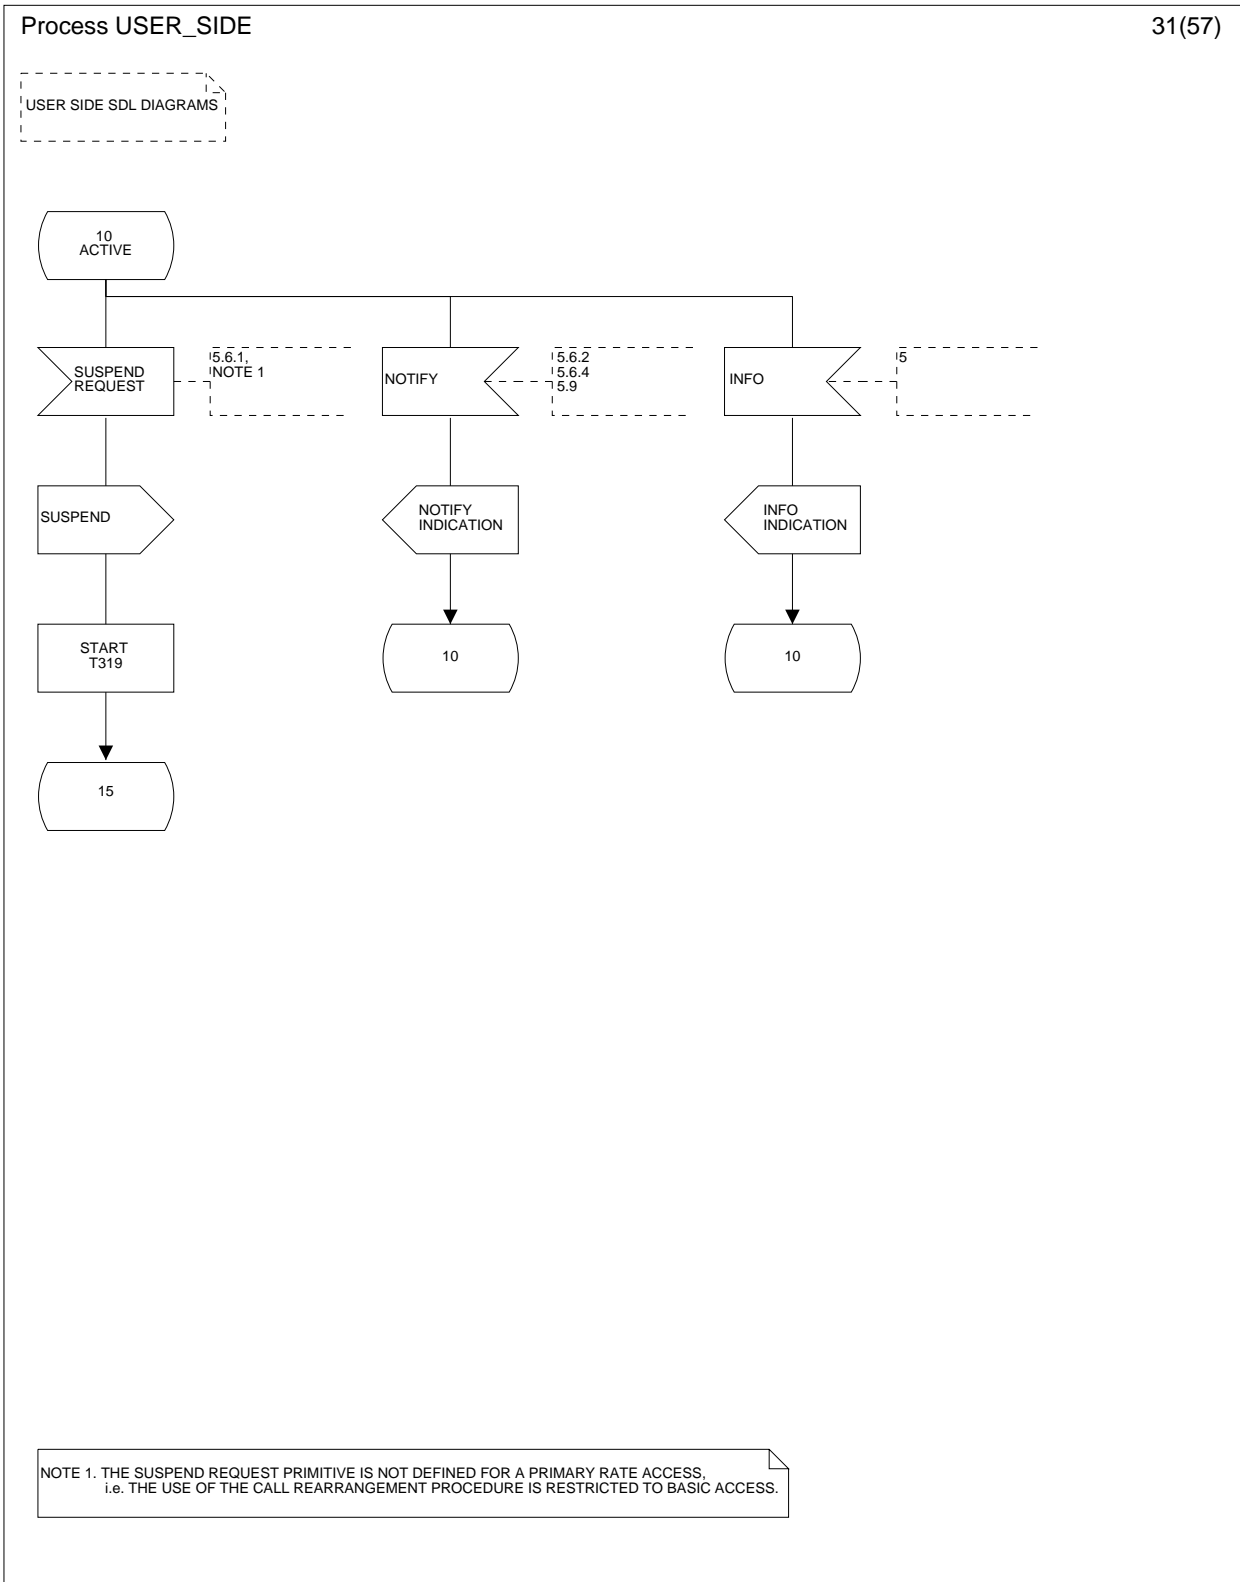 Process USER_SIDE
31(57)
USER SIDE SDL DIAGRAMS
10
ACTIVE
SUSPEND
REQUEST
5.6.1,
NOTE 1
NOTIFY
5.6.2
5.6.4
5.9
INFO
5
SUSPEND
NOTIFY
INDICATION
INFO
INDICATION
START
T319
10
10
15
NOTE 1. THE SUSPEND REQUEST PRIMITIVE IS NOT DEFINED FOR A PRIMARY RATE ACCESS,
i.e. THE USE OF THE CALL REARRANGEMENT PROCEDURE IS RESTRICTED TO BASIC ACCESS.